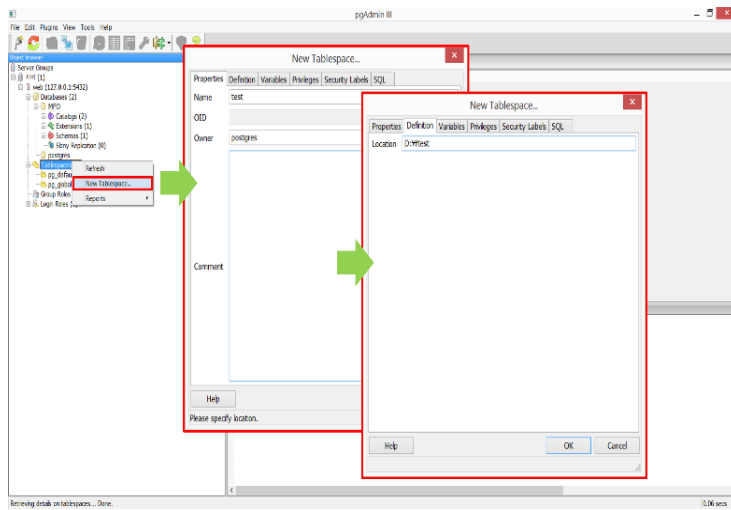 pgAdmin III
File Edit Plugins View Tools Help
Object browser
Server Groups
(1)
web (127.0.0.1:5432)
Databases (2)
MFO
Catalogs (2)
Extensions (1)
Schemas (1)
Slony Replication (0)
postgres
Tablespaces
pg_defau
pg_global
Group Roles
Login Roles
Refresh
New Tablespace...
Reports
New Tablespace...
Properties Definition Variables Privileges Security Labels SQL
Name test
OID
Owner postgres
Comment
Help
Please specify location.
New Tablespace...
Properties Definition Variables Privileges Security Labels SQL
Location D:₩test
Help OK Cancel
Retrieving details on tablespaces... Done.
0.06 secs